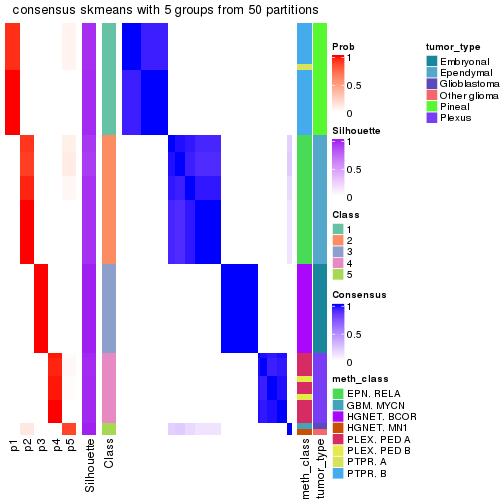 consensus skmeans with 5 groups from 50 partitions
Prob
1
0.5
0
Silhouette
1
0.5
0
Class
1
2
3
4
5
Consensus
1
0.5
0
meth_class
EPN. RELA
GBM. MYCN
HGNET. BCOR
HGNET. MN1
PLEX. PED A
PLEX. PED B
PTPR. A
PTPR. B
tumor_type
Embryonal
Ependymal
Glioblastoma
Other glioma
Pineal
Plexus
p1
p2
p3
p4
p5
Silhouette
Class
meth_class
tumor_type